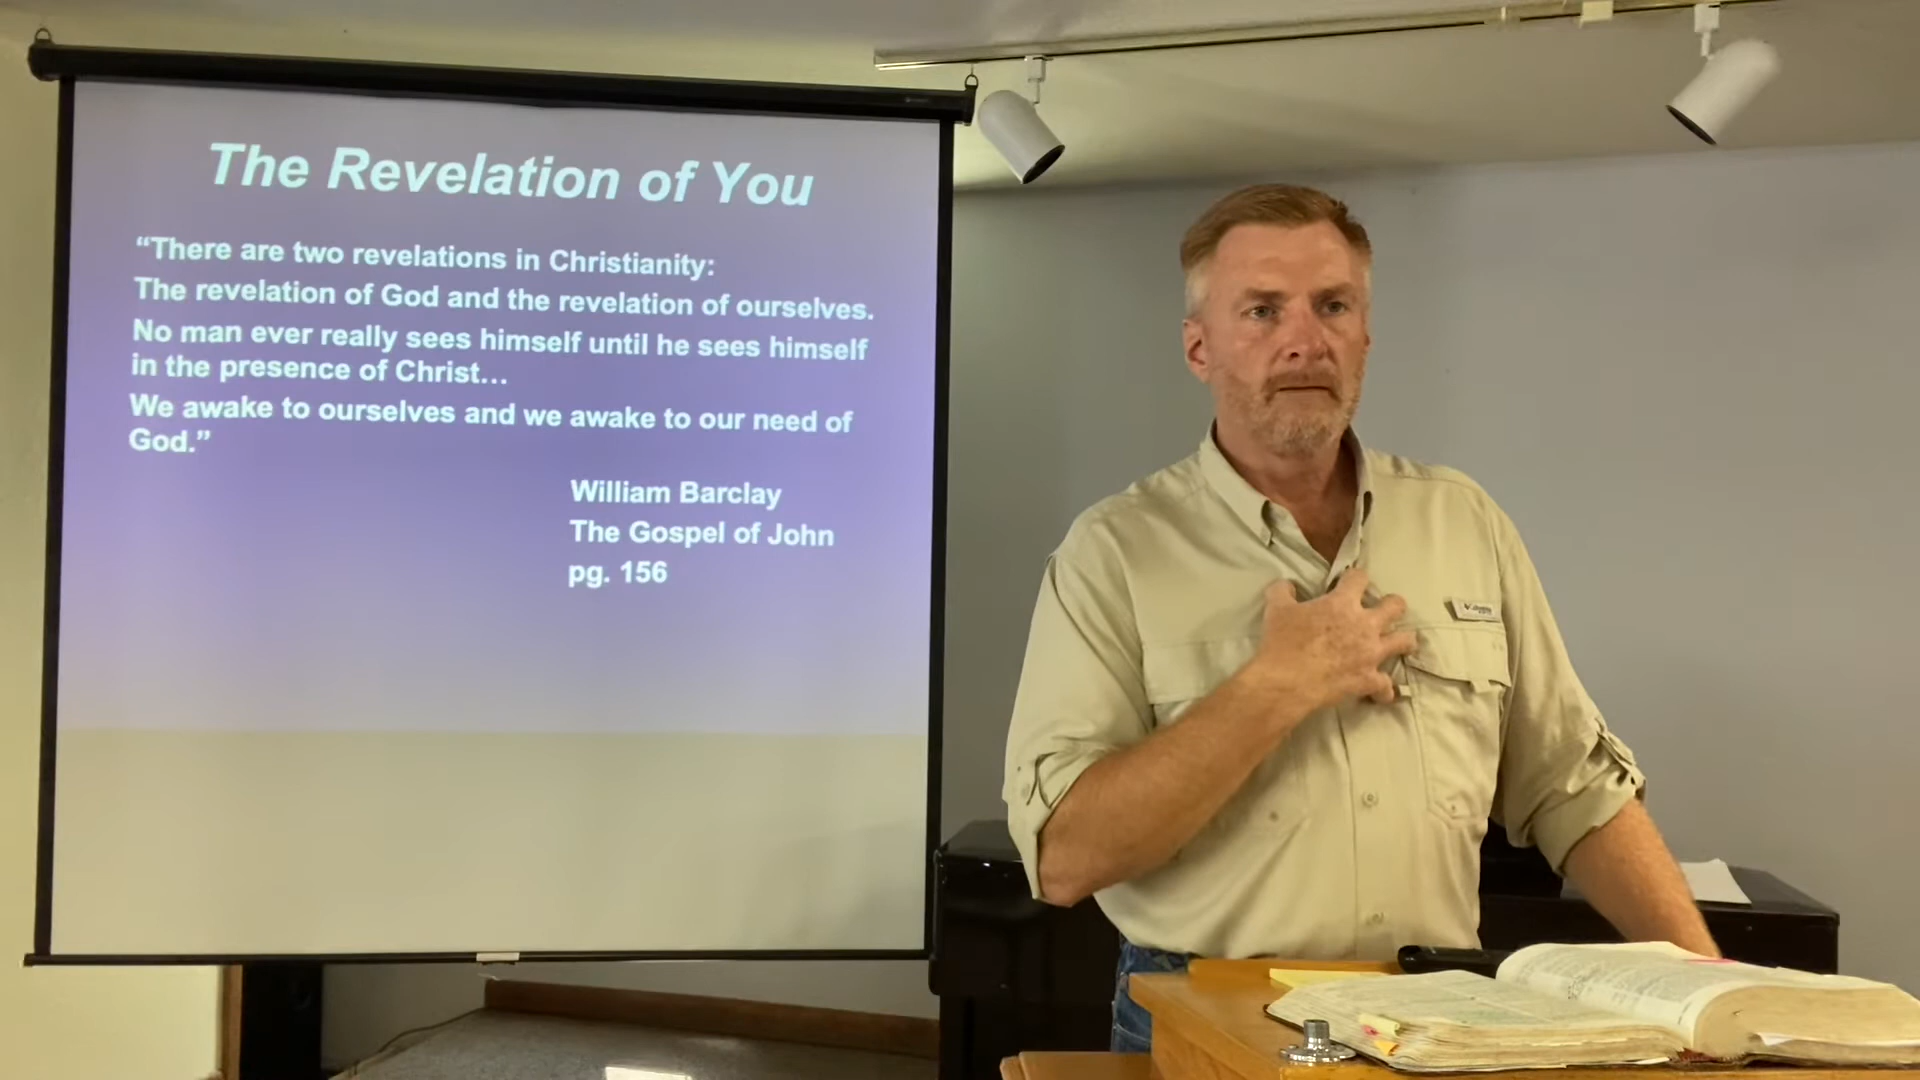 The Revelation of You
“There are two revelations in Christianity:
The revelation of God and the revelation of ourselves.
No man ever really sees himself until he sees himself
in the presence of Christ…
We awake to ourselves and we awake to our need of
God.”
William Barclay
The Gospel of John
pg. 156